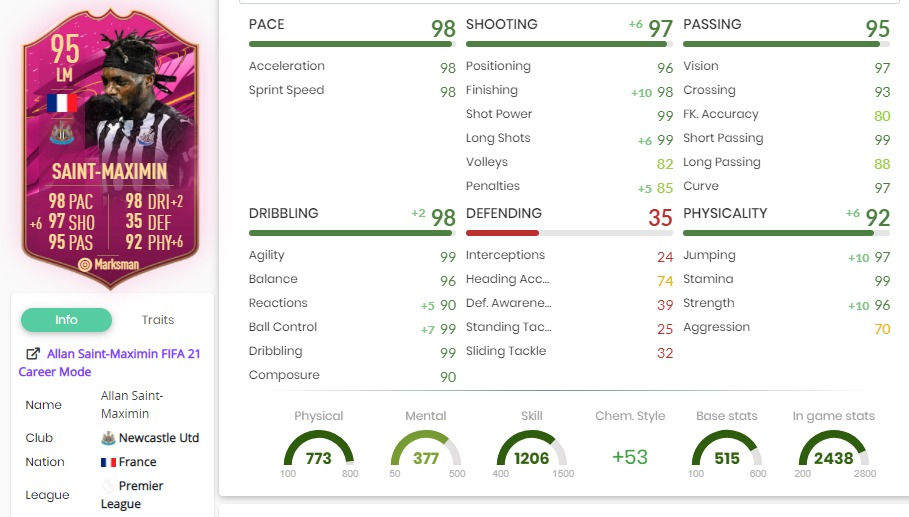 95
LM
SAINT-MAXIMIN
98 PAC 98 DRI+2
+6 97 SHO 35 DEF
95 PAS 92 PHY+6
Marksman
Info Traits
Allan Saint-Maximin FIFA 21
Career Mode
Name Allan Saint-
Maximin
Club Newcastle Utd
Nation France
League Premier
League
PACE 98
Acceleration 98
Sprint Speed 98
SHOOTING +6 97
Positioning 96
Finishing +10 98
Shot Power 99
Long Shots +6 99
Volleys 82
Penalties +5 85
PASSING 95
Vision 97
Crossing 93
FK. Accuracy 80
Short Passing 99
Long Passing 88
Curve 97
DRIBBLING +2 98
Agility 99
Balance 96
Reactions +5 90
Ball Control +7 99
Dribbling 99
Composure 90
DEFENDING 35
Interceptions 24
Heading Acc... 74
Def. Awarene... 39
Standing Tac... 25
Sliding Tackle 32
PHYSICALITY +6 92
Jumping +10 97
Stamina 99
Strength +10 96
Aggression 70
Physical Mental Skill Chem. Style Base stats In game stats
773 377 1206 +53 515 2438
100 800 50 500 400 1500 100 600 200 2800